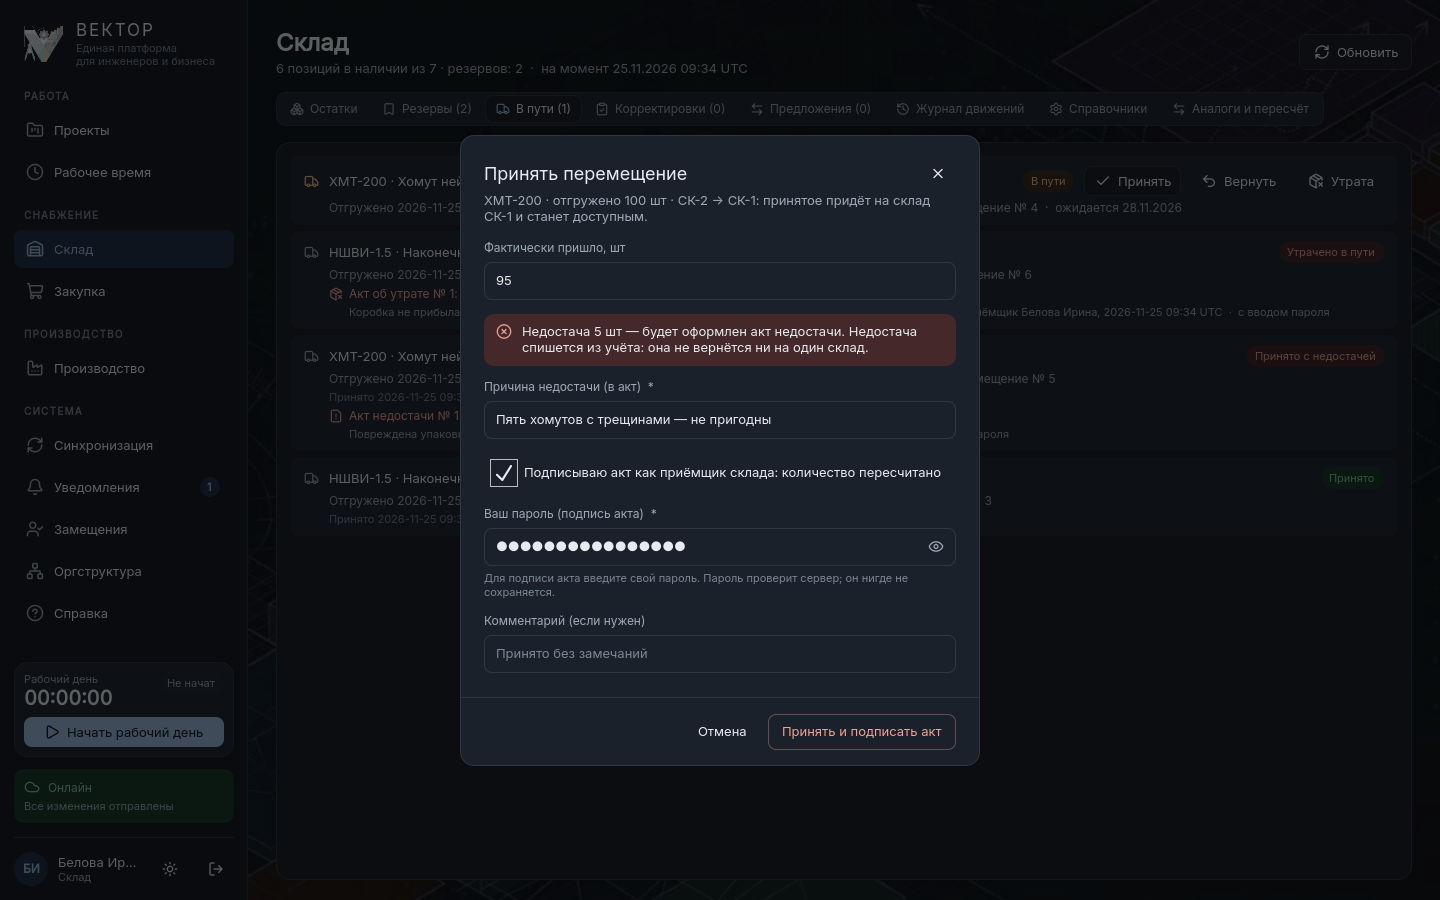 ВЕКТОР
Единая платформа
для инженеров и бизнеса
РАБОТА
Проекты
Рабочее время
СНАБЖЕНИЕ
Склад
Закупка
ПРОИЗВОДСТВО
Производство
СИСТЕМА
Синхронизация
Уведомления 1
Замещения
Оргструктура
Справка
Рабочий день Не начат
00:00:00
Начать рабочий день
Онлайн
Все изменения отправлены
БИ Белова Ир...
Склад
Склад
6 позиций в наличии из 7 · резервов: 2 · на момент 25.11.2026 09:34 UTC
Обновить
Остатки Резервы (2) В пути (1) Корректировки (0) Предложения (0) Журнал движений Справочники Аналоги и пересчёт
ХМТ-200 · Хомут ней В пути Принять Вернуть Утрата
Отгружено 2026-11-25 ение № 4 · ожидается 28.11.2026
НШВИ-1.5 · Наконечн Утрачено в пути
Отгружено 2026-11-25 ние № 6
Акт об утрате № 1:
Коробка не прибыла ёмщик Белова Ирина, 2026-11-25 09:34 UTC · с вводом пароля
ХМТ-200 · Хомут ней Принято с недостачей
Отгружено 2026-11-25 мещение № 5
Принято 2026-11-25 09:3
Акт недостачи № 1
Повреждена упаковк ароля
НШВИ-1.5 · Наконечн Принято
Отгружено 2026-11-25 3
Принято 2026-11-25 09:3
Принять перемещение
ХМТ-200 · отгружено 100 шт · СК-2 → СК-1: принятое придёт на склад
СК-1 и станет доступным.
Фактически пришло, шт
95
Недостача 5 шт — будет оформлен акт недостачи. Недостача
спишется из учёта: она не вернётся ни на один склад.
Причина недостачи (в акт) *
Пять хомутов с трещинами — не пригодны
Подписываю акт как приёмщик склада: количество пересчитано
Ваш пароль (подпись акта) *
●●●●●●●●●●●●●●●●
Для подписи акта введите свой пароль. Пароль проверит сервер; он нигде не
сохраняется.
Комментарий (если нужен)
Принято без замечаний
Отмена Принять и подписать акт